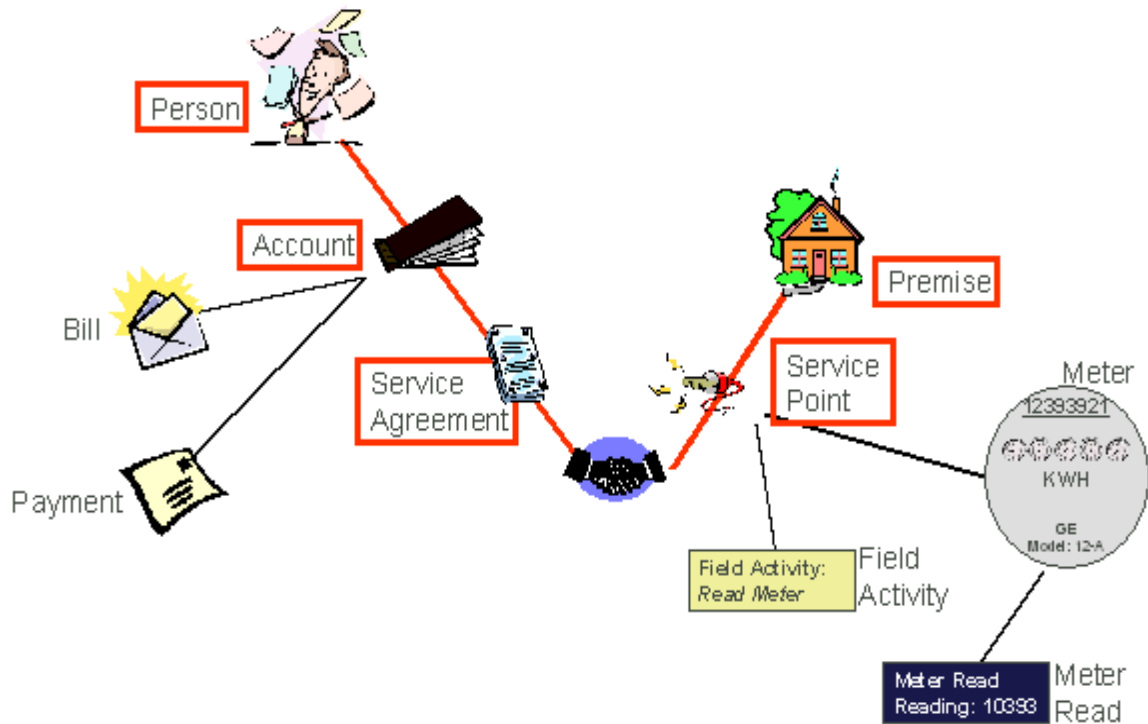 Person
Account
Premise
Bill
Service
Agreement
Service
Point
Meter
12393921
KWH
GE
Model: 12-A
Payment
Field Activity:
Read Meter
Field
Activity
Meter Read
Reading: 10393
Meter
Read